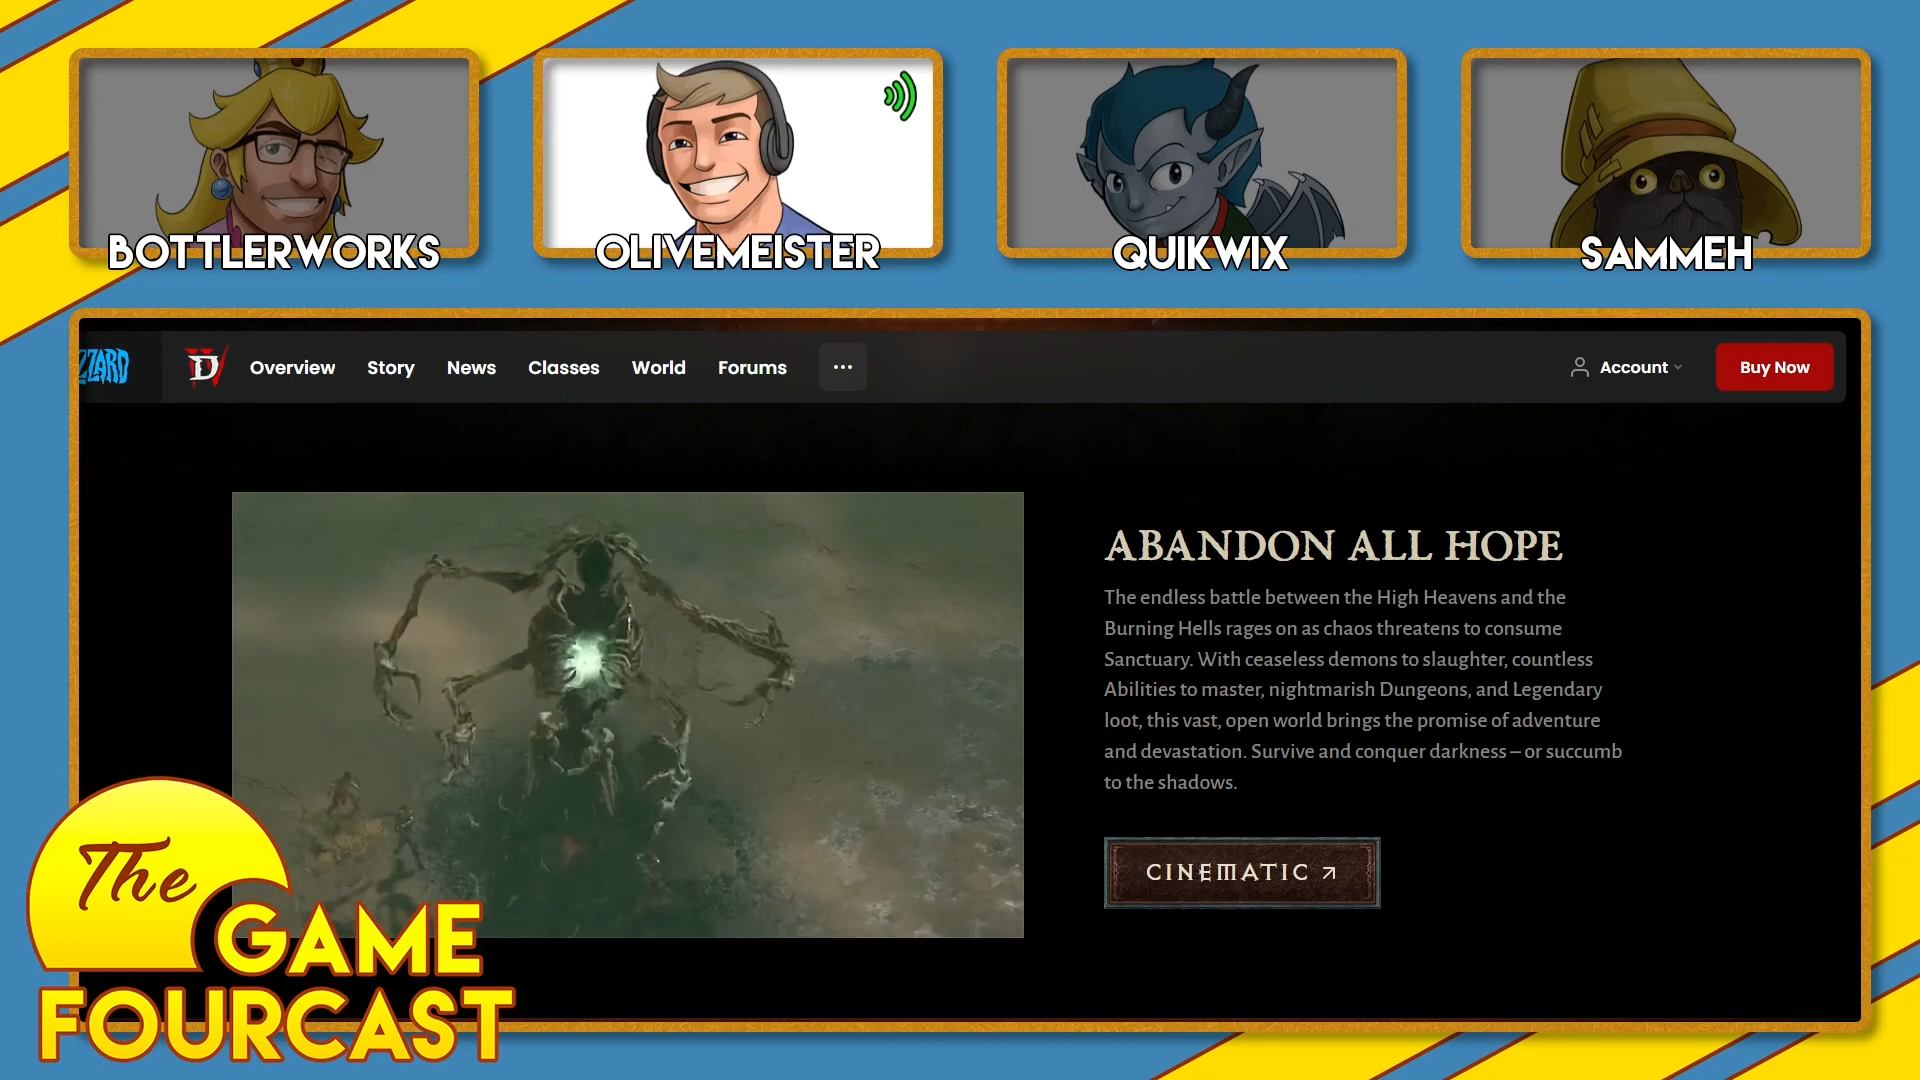 BOTTLERWORKS
OLIVEMEISTER
QUIKWIX
SAMMEH
ZZARD
D
Overview
Story
News
Classes
World
Forums
...
Account
Buy Now
ABANDON ALL HOPE
The endless battle between the High Heavens and the
Burning Hells rages on as chaos threatens to consume
Sanctuary. With ceaseless demons to slaughter, countless
Abilities to master, nightmarish Dungeons, and Legendary
loot, this vast, open world brings the promise of adventure
and devastation. Survive and conquer darkness – or succumb
to the shadows.
CINEMATIC
The
GAME
FOURCAST